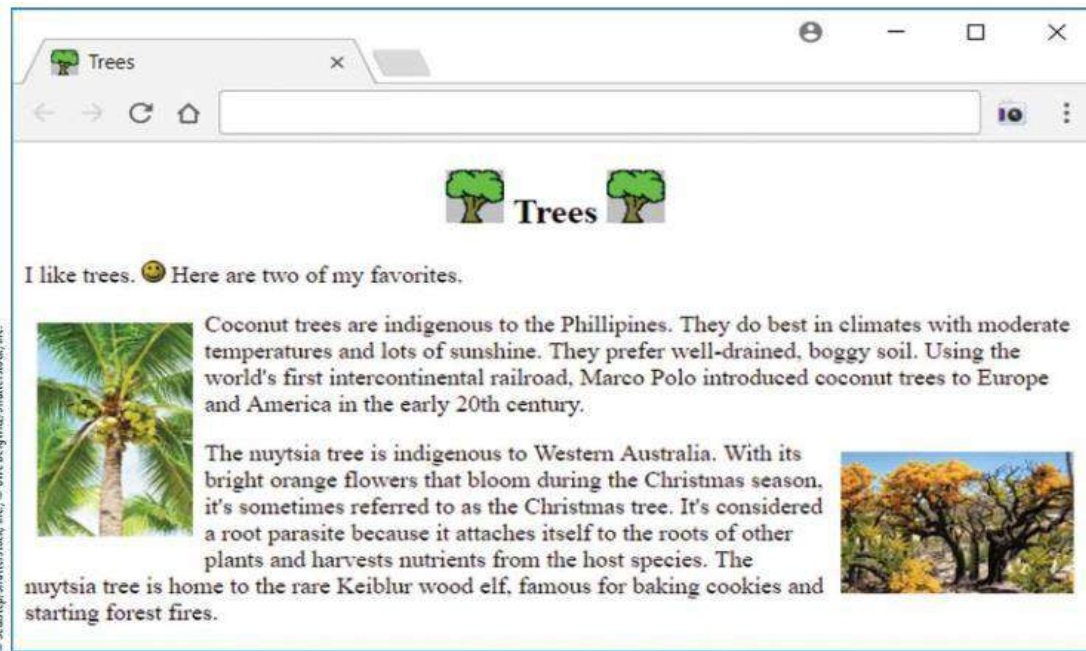 Trees
Trees
I like trees. Here are two of my favorites.
Coconut trees are indigenous to the Phillipines. They do best in climates with moderate
temperatures and lots of sunshine. They prefer well-drained, boggy soil. Using the
world's first intercontinental railroad, Marco Polo introduced coconut trees to Europe
and America in the early 20th century.
The nuytsia tree is indigenous to Western Australia. With its
bright orange flowers that bloom during the Christmas season,
it's sometimes referred to as the Christmas tree. It's considered
a root parasite because it attaches itself to the roots of other
plants and harvests nutrients from the host species. The
nuytsia tree is home to the rare Keiblur wood elf, famous for baking cookies and
starting forest fires.